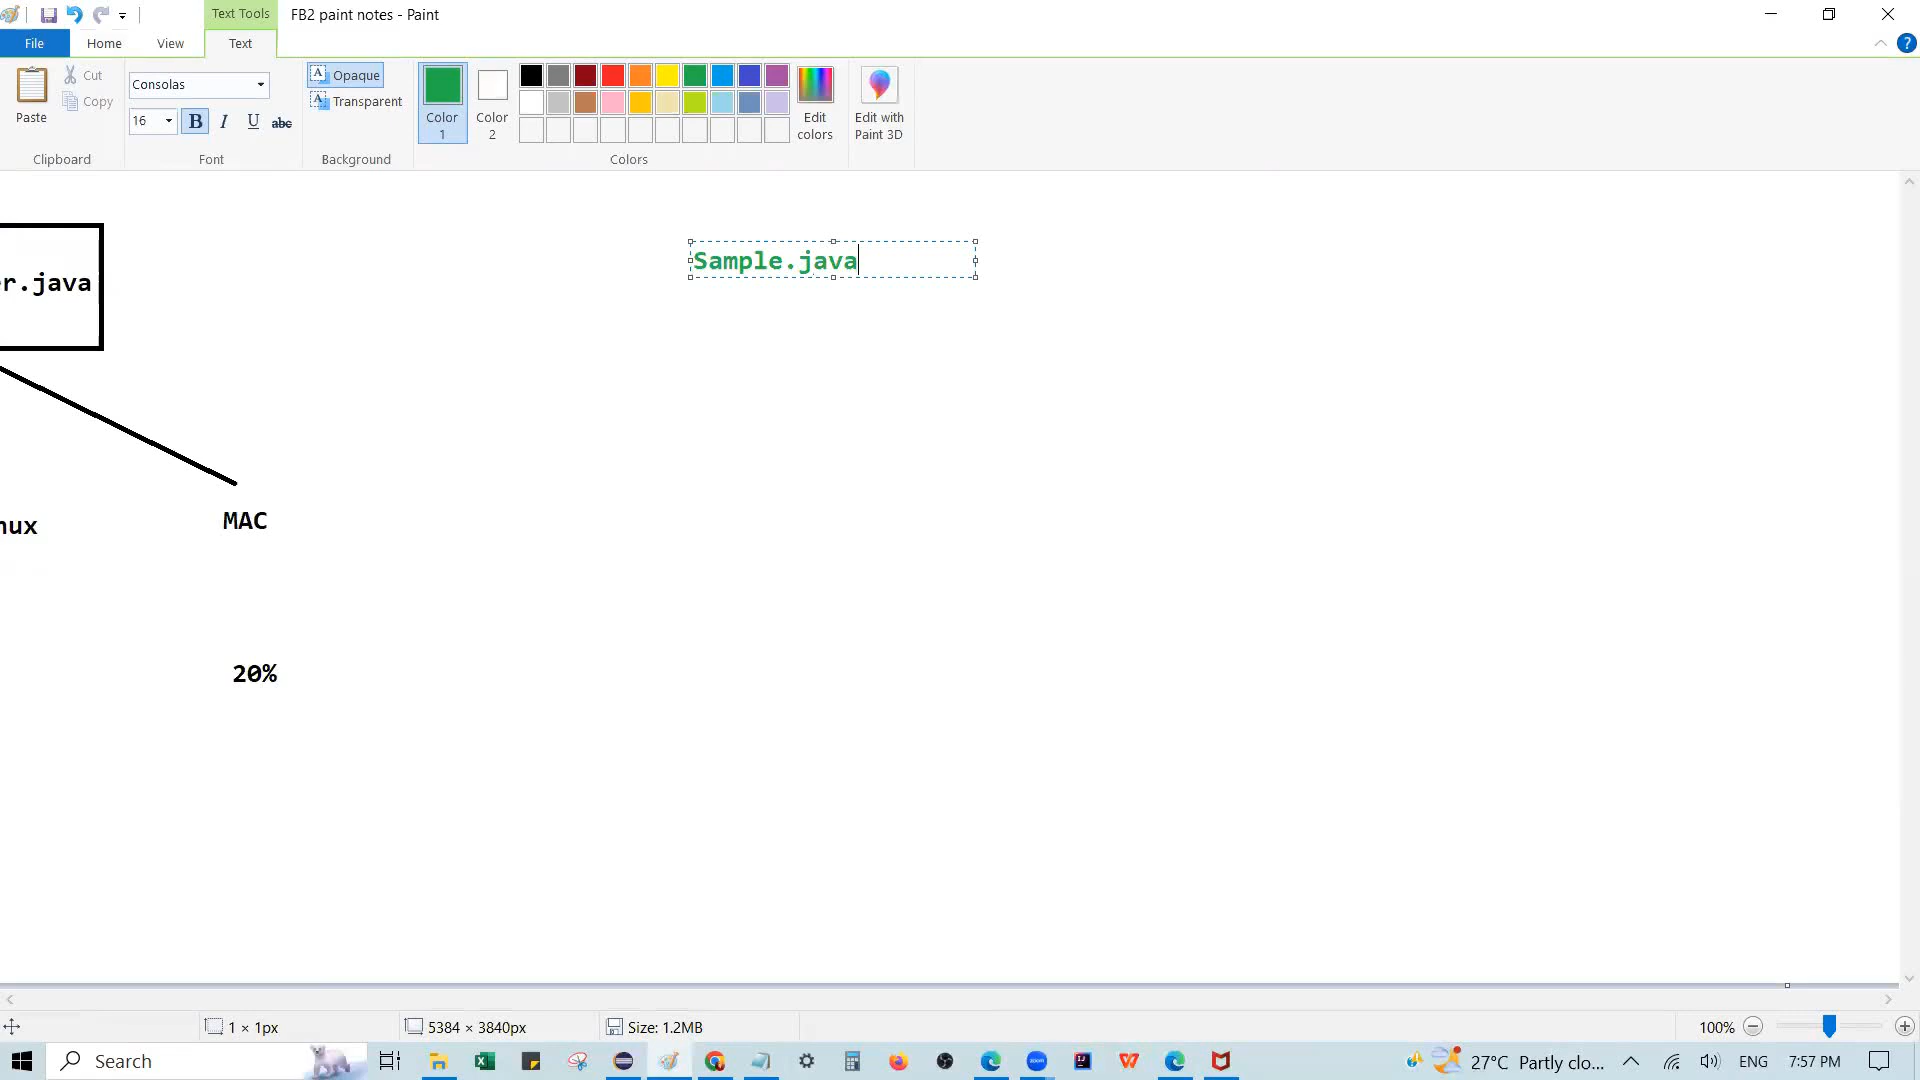 Text Tools
FB2 paint notes - Paint
File
Home
View
Text
Paste
Cut
Copy
Clipboard
Consolas
16
B
I
U
abc
Font
Opaque
Transparent
Background
Color
1
Color
2
Edit
colors
Colors
Edit with
Paint 3D
r.java
Sample.java
nux
MAC
20%
1 × 1px
5384 × 3840px
Size: 1.2MB
100%
Search
27°C Partly clo...
ENG
7:57 PM